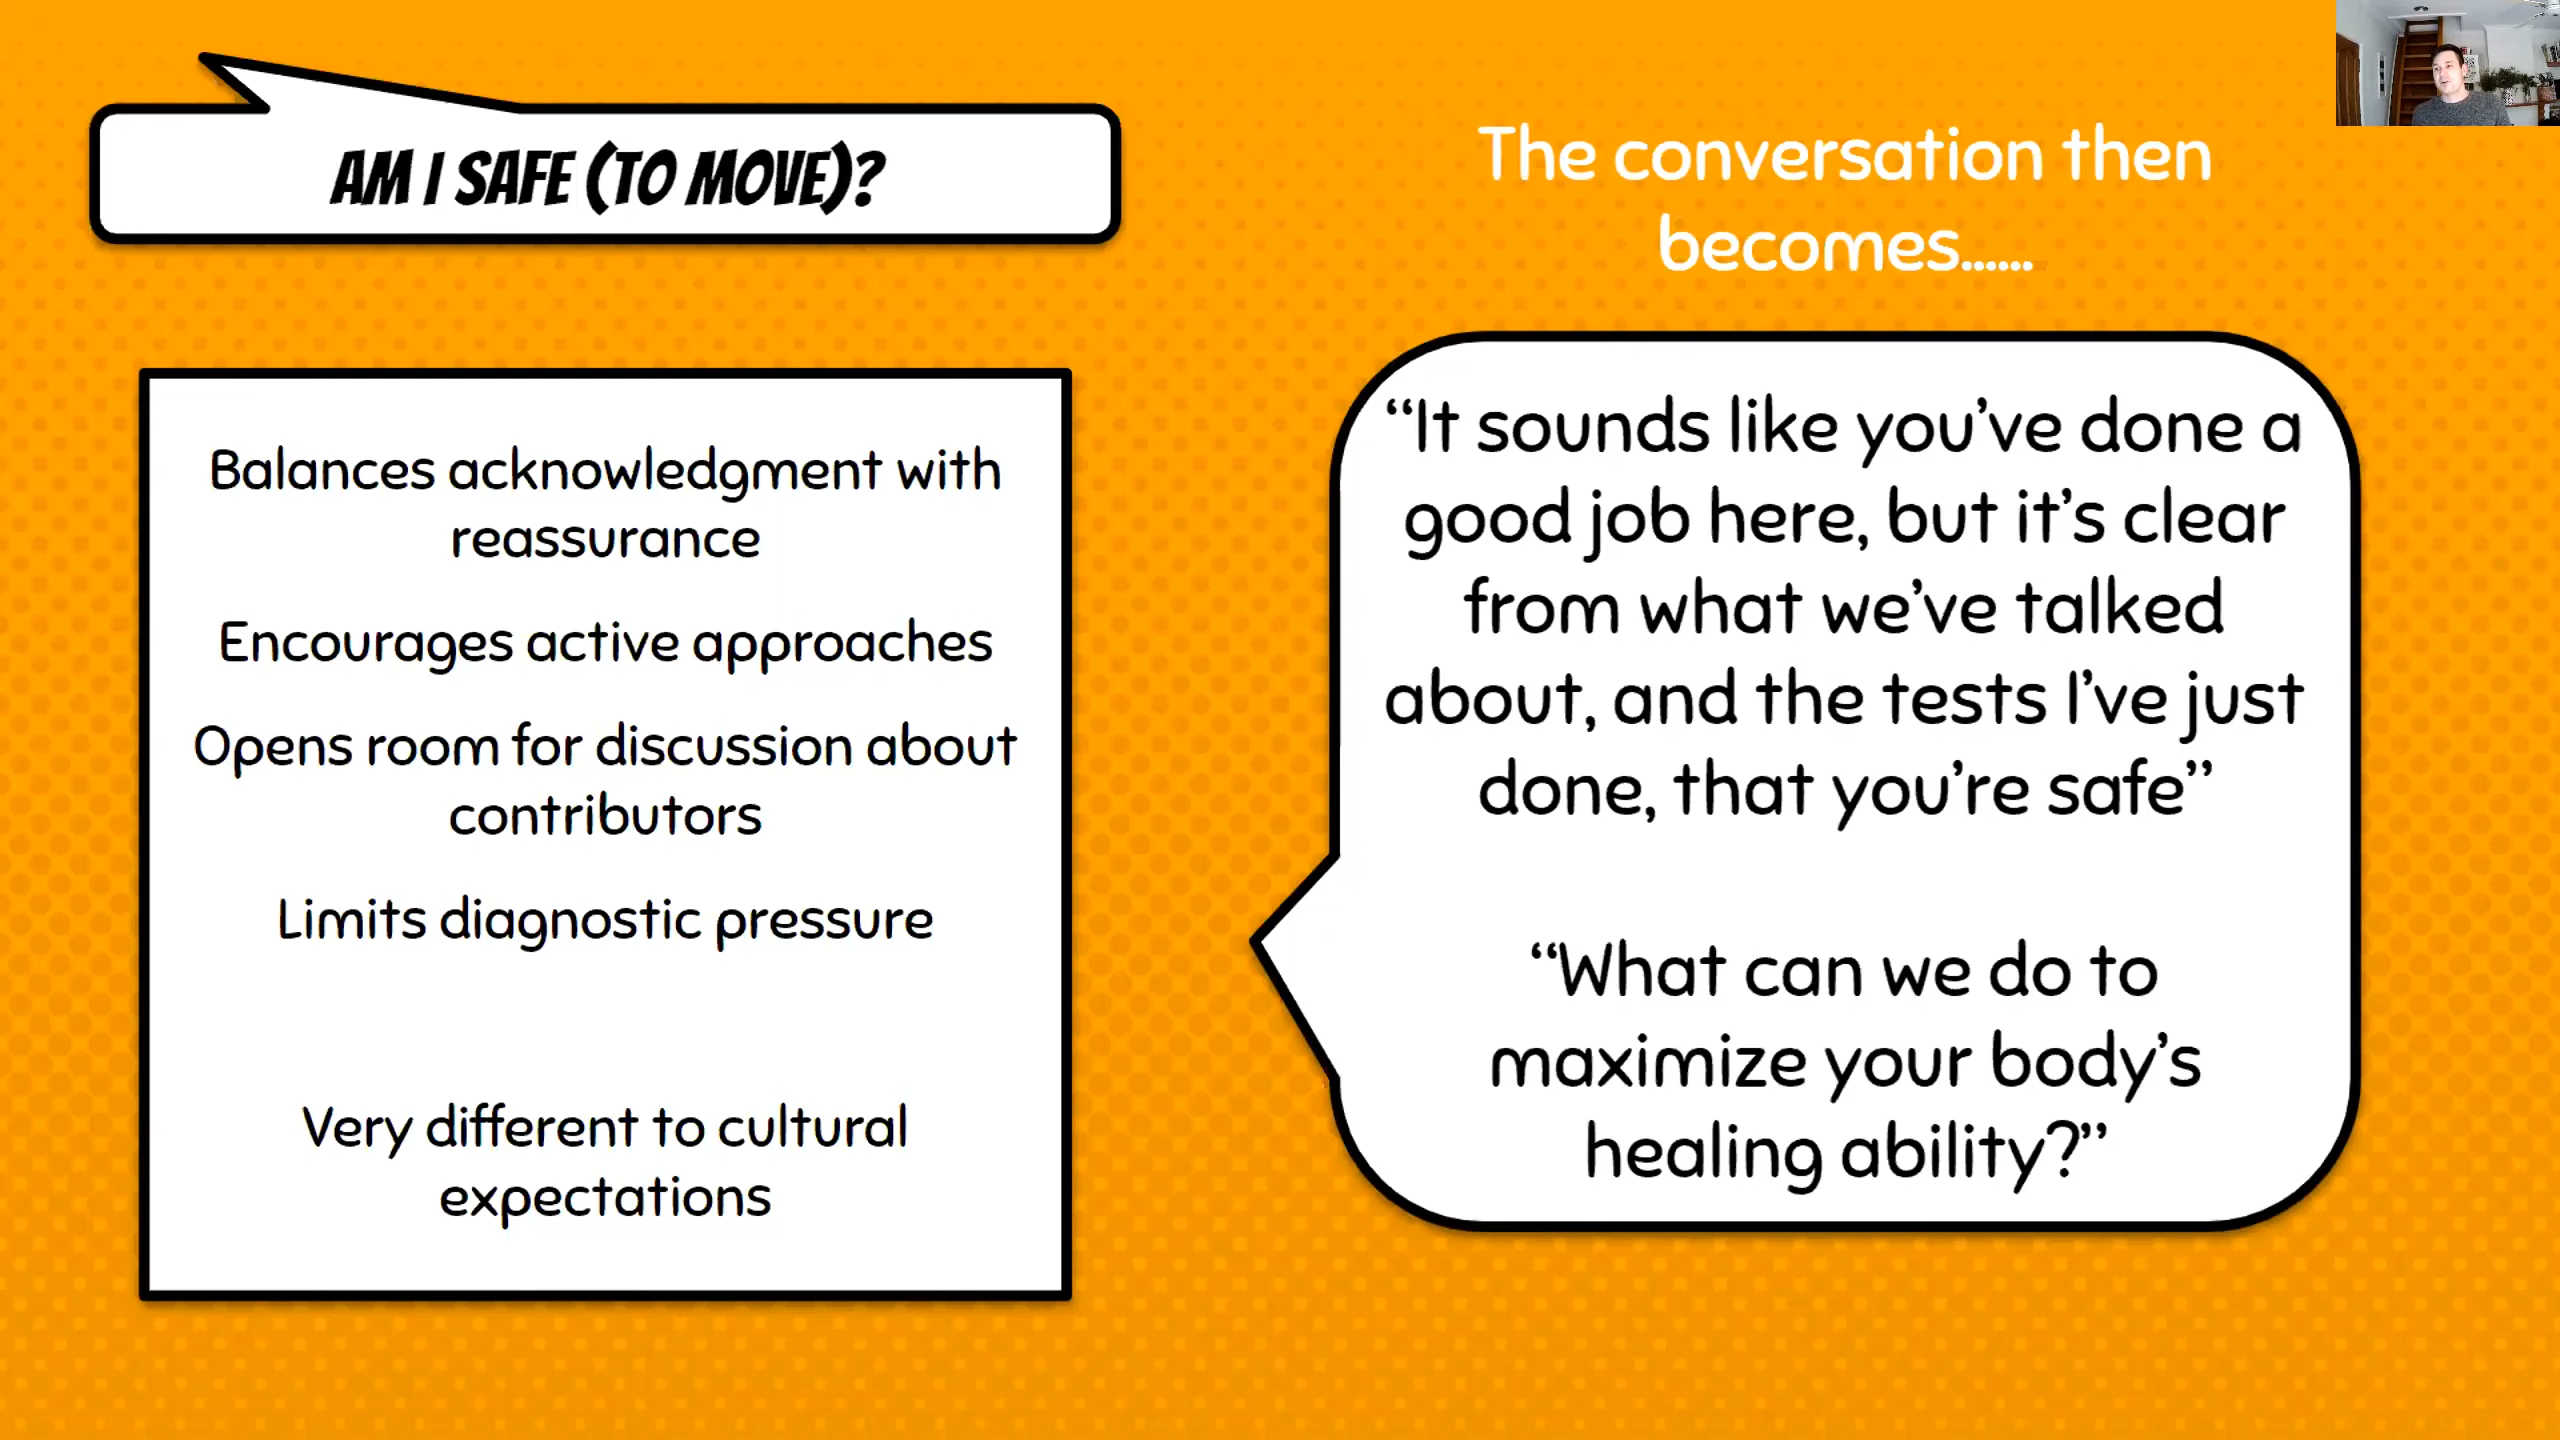 AM I SAFE (TO MOVE)?
Balances acknowledgment with
reassurance
Encourages active approaches
Opens room for discussion about
contributors
Limits diagnostic pressure
Very different to cultural
expectations
The conversation then
becomes......
“It sounds like you’ve done a
good job here, but it’s clear
from what we’ve talked
about, and the tests I’ve just
done, that you’re safe”
“What can we do to
maximize your body’s
healing ability?”